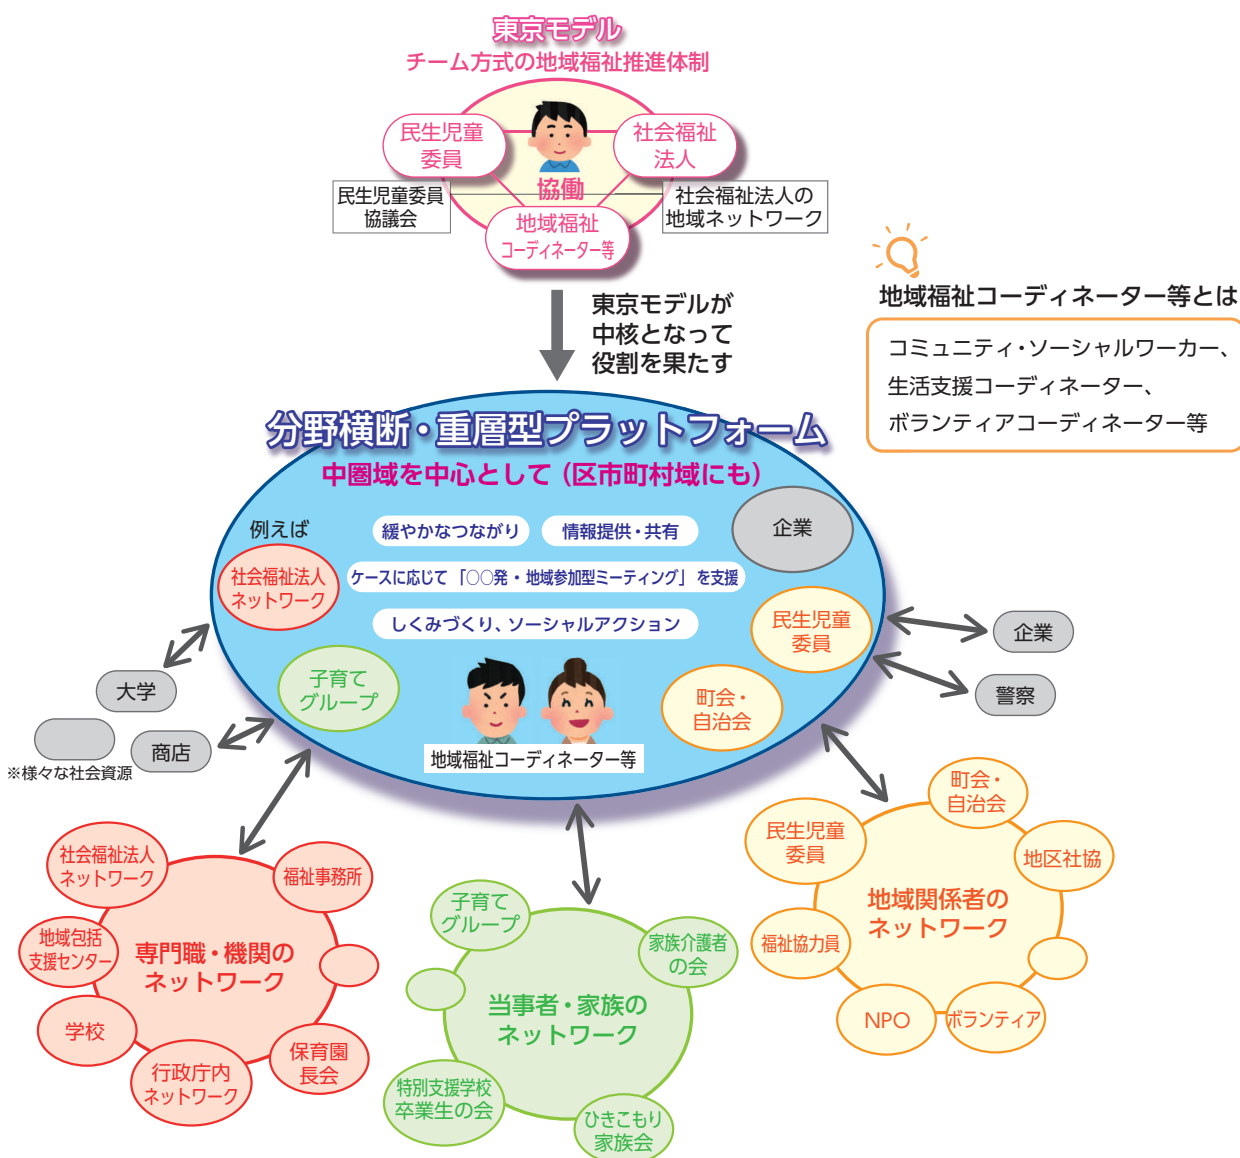 東京モデル
チーム方式の地域福祉推進体制
民生児童
委員
社会福祉
法人
協働
民生児童委員
協議会
社会福祉法人の
地域ネットワーク
地域福祉
コーディネーター等
東京モデルが
中核となって
役割を果たす
地域福祉コーディネーター等とは
コミュニティ・ソーシャルワーカー、
生活支援コーディネーター、
ボランティアコーディネーター等
分野横断・重層型プラットフォーム
中圏域を中心として（区市町村域にも）
例えば
緩やかなつながり
情報提供・共有
企業
社会福祉法人
ネットワーク
ケースに応じて「○○発・地域参加型ミーティング」を支援
しくみづくり、ソーシャルアクション
民生児童
委員
子育て
グループ
町会・
自治会
地域福祉コーディネーター等
企業
警察
大学
商店
※様々な社会資源
社会福祉法人
ネットワーク
福祉事務所
地域包括
支援センター
専門職・機関の
ネットワーク
学校
行政庁内
ネットワーク
保育園
長会
子育て
グループ
家族介護者
の会
当事者・家族の
ネットワーク
特別支援学校
卒業生の会
ひきこもり
家族会
町会・
自治会
民生児童
委員
地区社協
地域関係者の
ネットワーク
福祉協力員
NPO
ボランティア